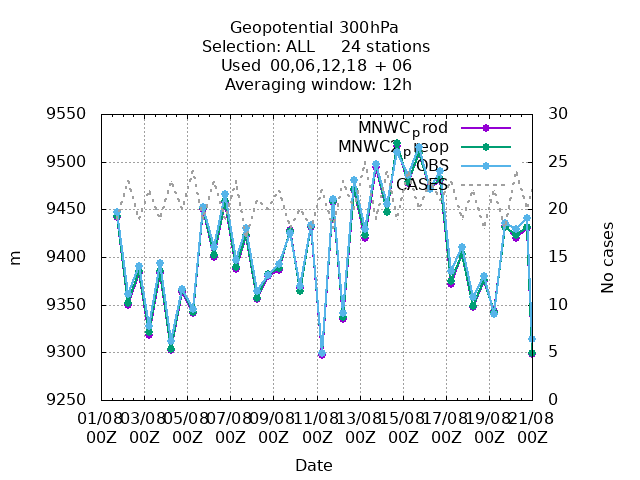 Geopotential 300hPa
Selection: ALL 24 stations
Used 00,06,12,18 + 06
Averaging window: 12h
MNWC_prod
MNWC2_preop
OBS
CASES
9550
9500
9450
9400
9350
9300
9250
m
30
25
20
15
10
5
0
No cases
01/08 03/08 05/08 07/08 09/08 11/08 13/08 15/08 17/08 19/08 21/08
00Z 00Z 00Z 00Z 00Z 00Z 00Z 00Z 00Z 00Z 00Z
Date